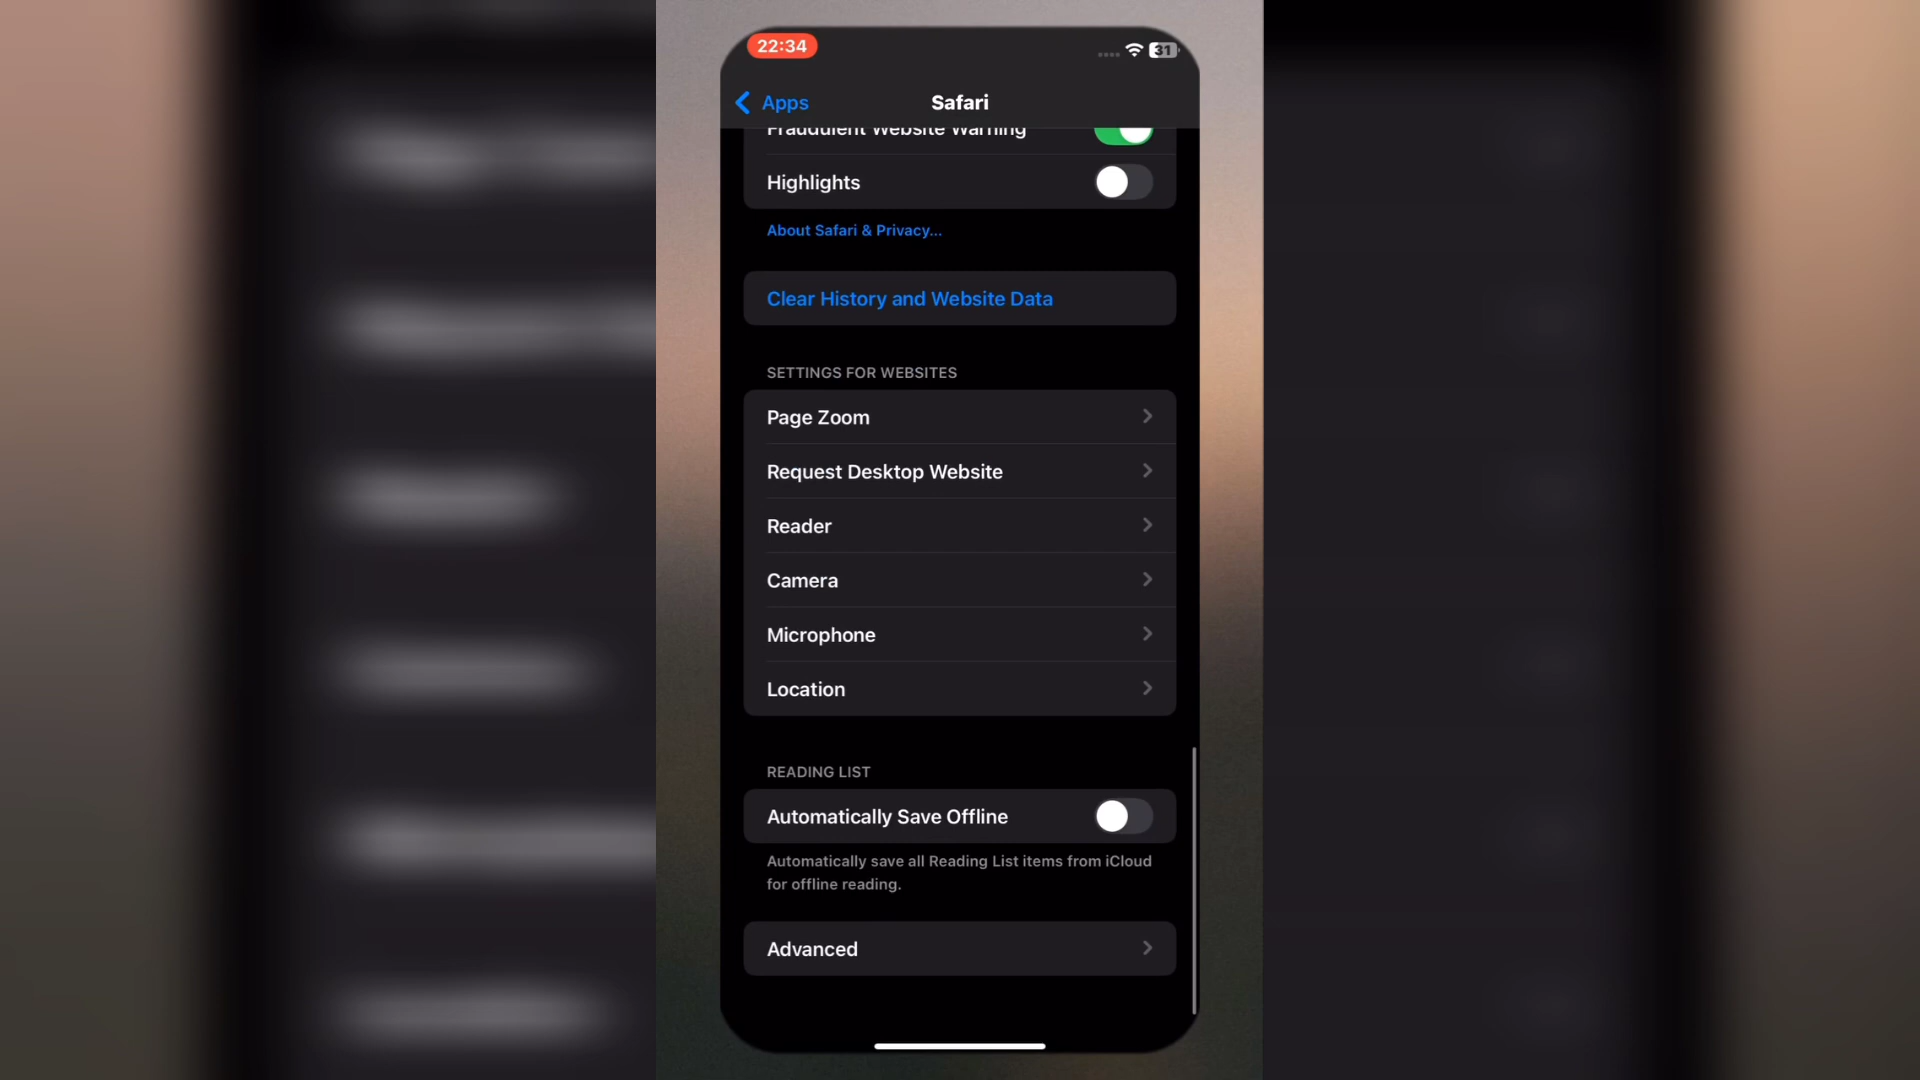 22:34
31
Apps
Safari
Fraudulent Website Warning
Highlights
About Safari & Privacy...
Clear History and Website Data
SETTINGS FOR WEBSITES
Page Zoom
Request Desktop Website
Reader
Camera
Microphone
Location
READING LIST
Automatically Save Offline
Automatically save all Reading List items from iCloud
for offline reading.
Advanced